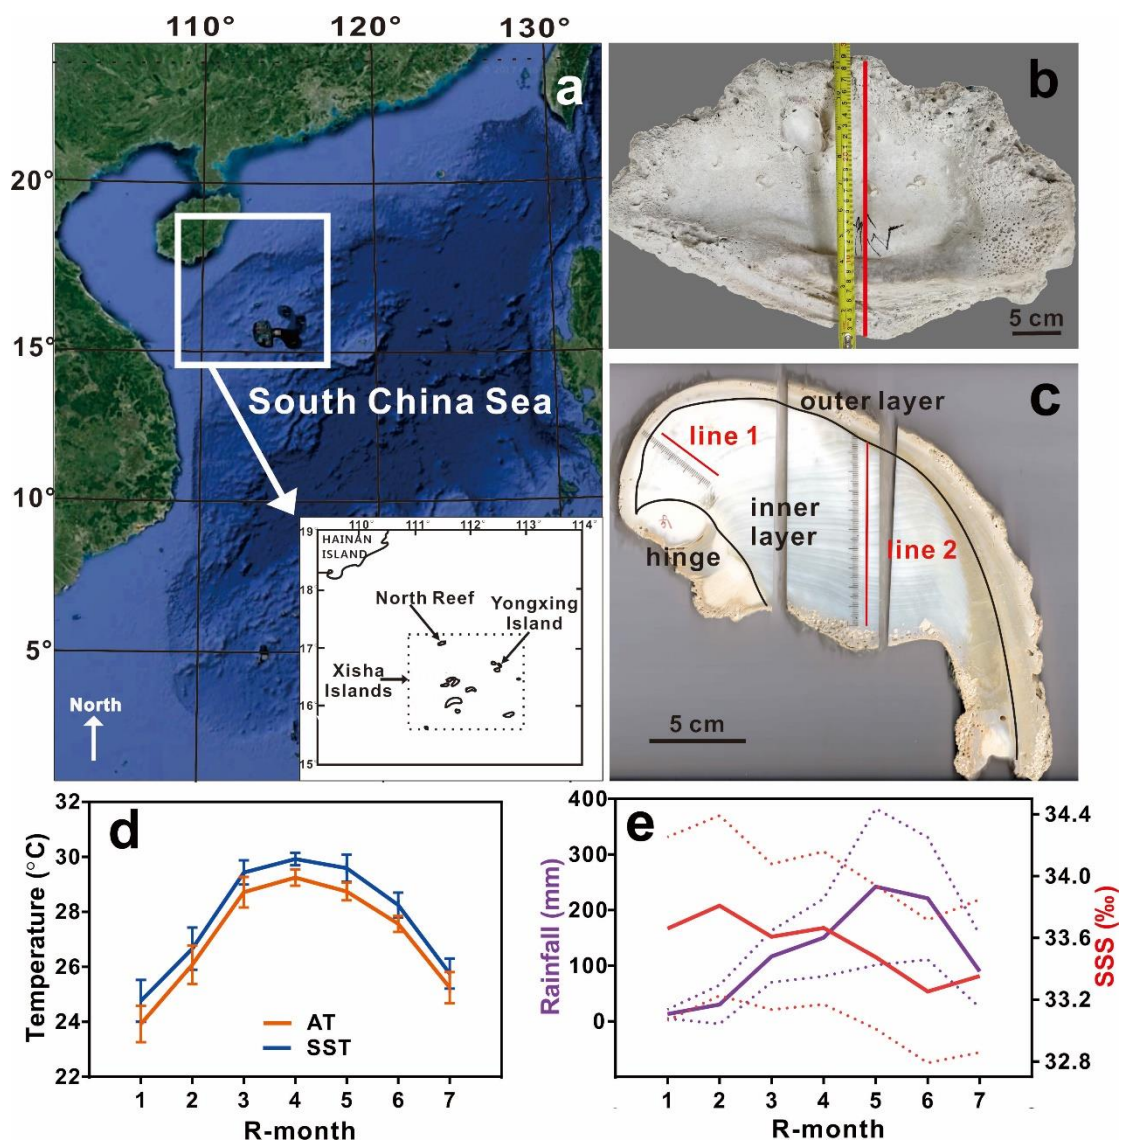 110° 120° 130°
a
20°
15°
10°
5°
South China Sea
North
110° 111° 112° 113° 114°
19
18
17
16
15
HAINAN
ISLAND
North Reef
Yongxing
Island
Xisha
Islands
b
5 cm
c
outer layer
line 1
inner
layer
line 2
hinge
5 cm
d
Temperature (°C)
32
30
28
26
24
22
AT
SST
1 2 3 4 5 6 7
R-month
e
Rainfall (mm)
400
300
200
100
0
34.4
34.0
33.6
33.2
32.8
SSS (‰)
1 2 3 4 5 6 7
R-month